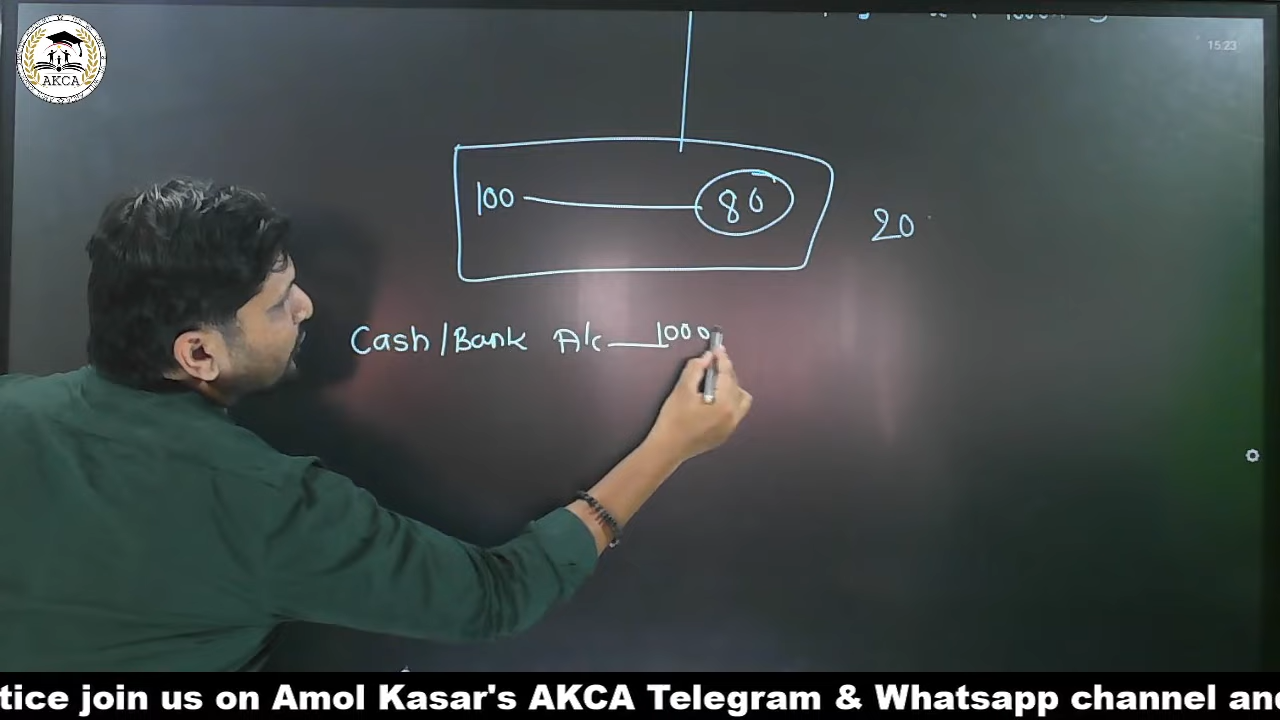 AKCA
15:23
100 80
20
Cash/Bank A/c 1000
tice join us on Amol Kasar's AKCA Telegram & Whatsapp channel and